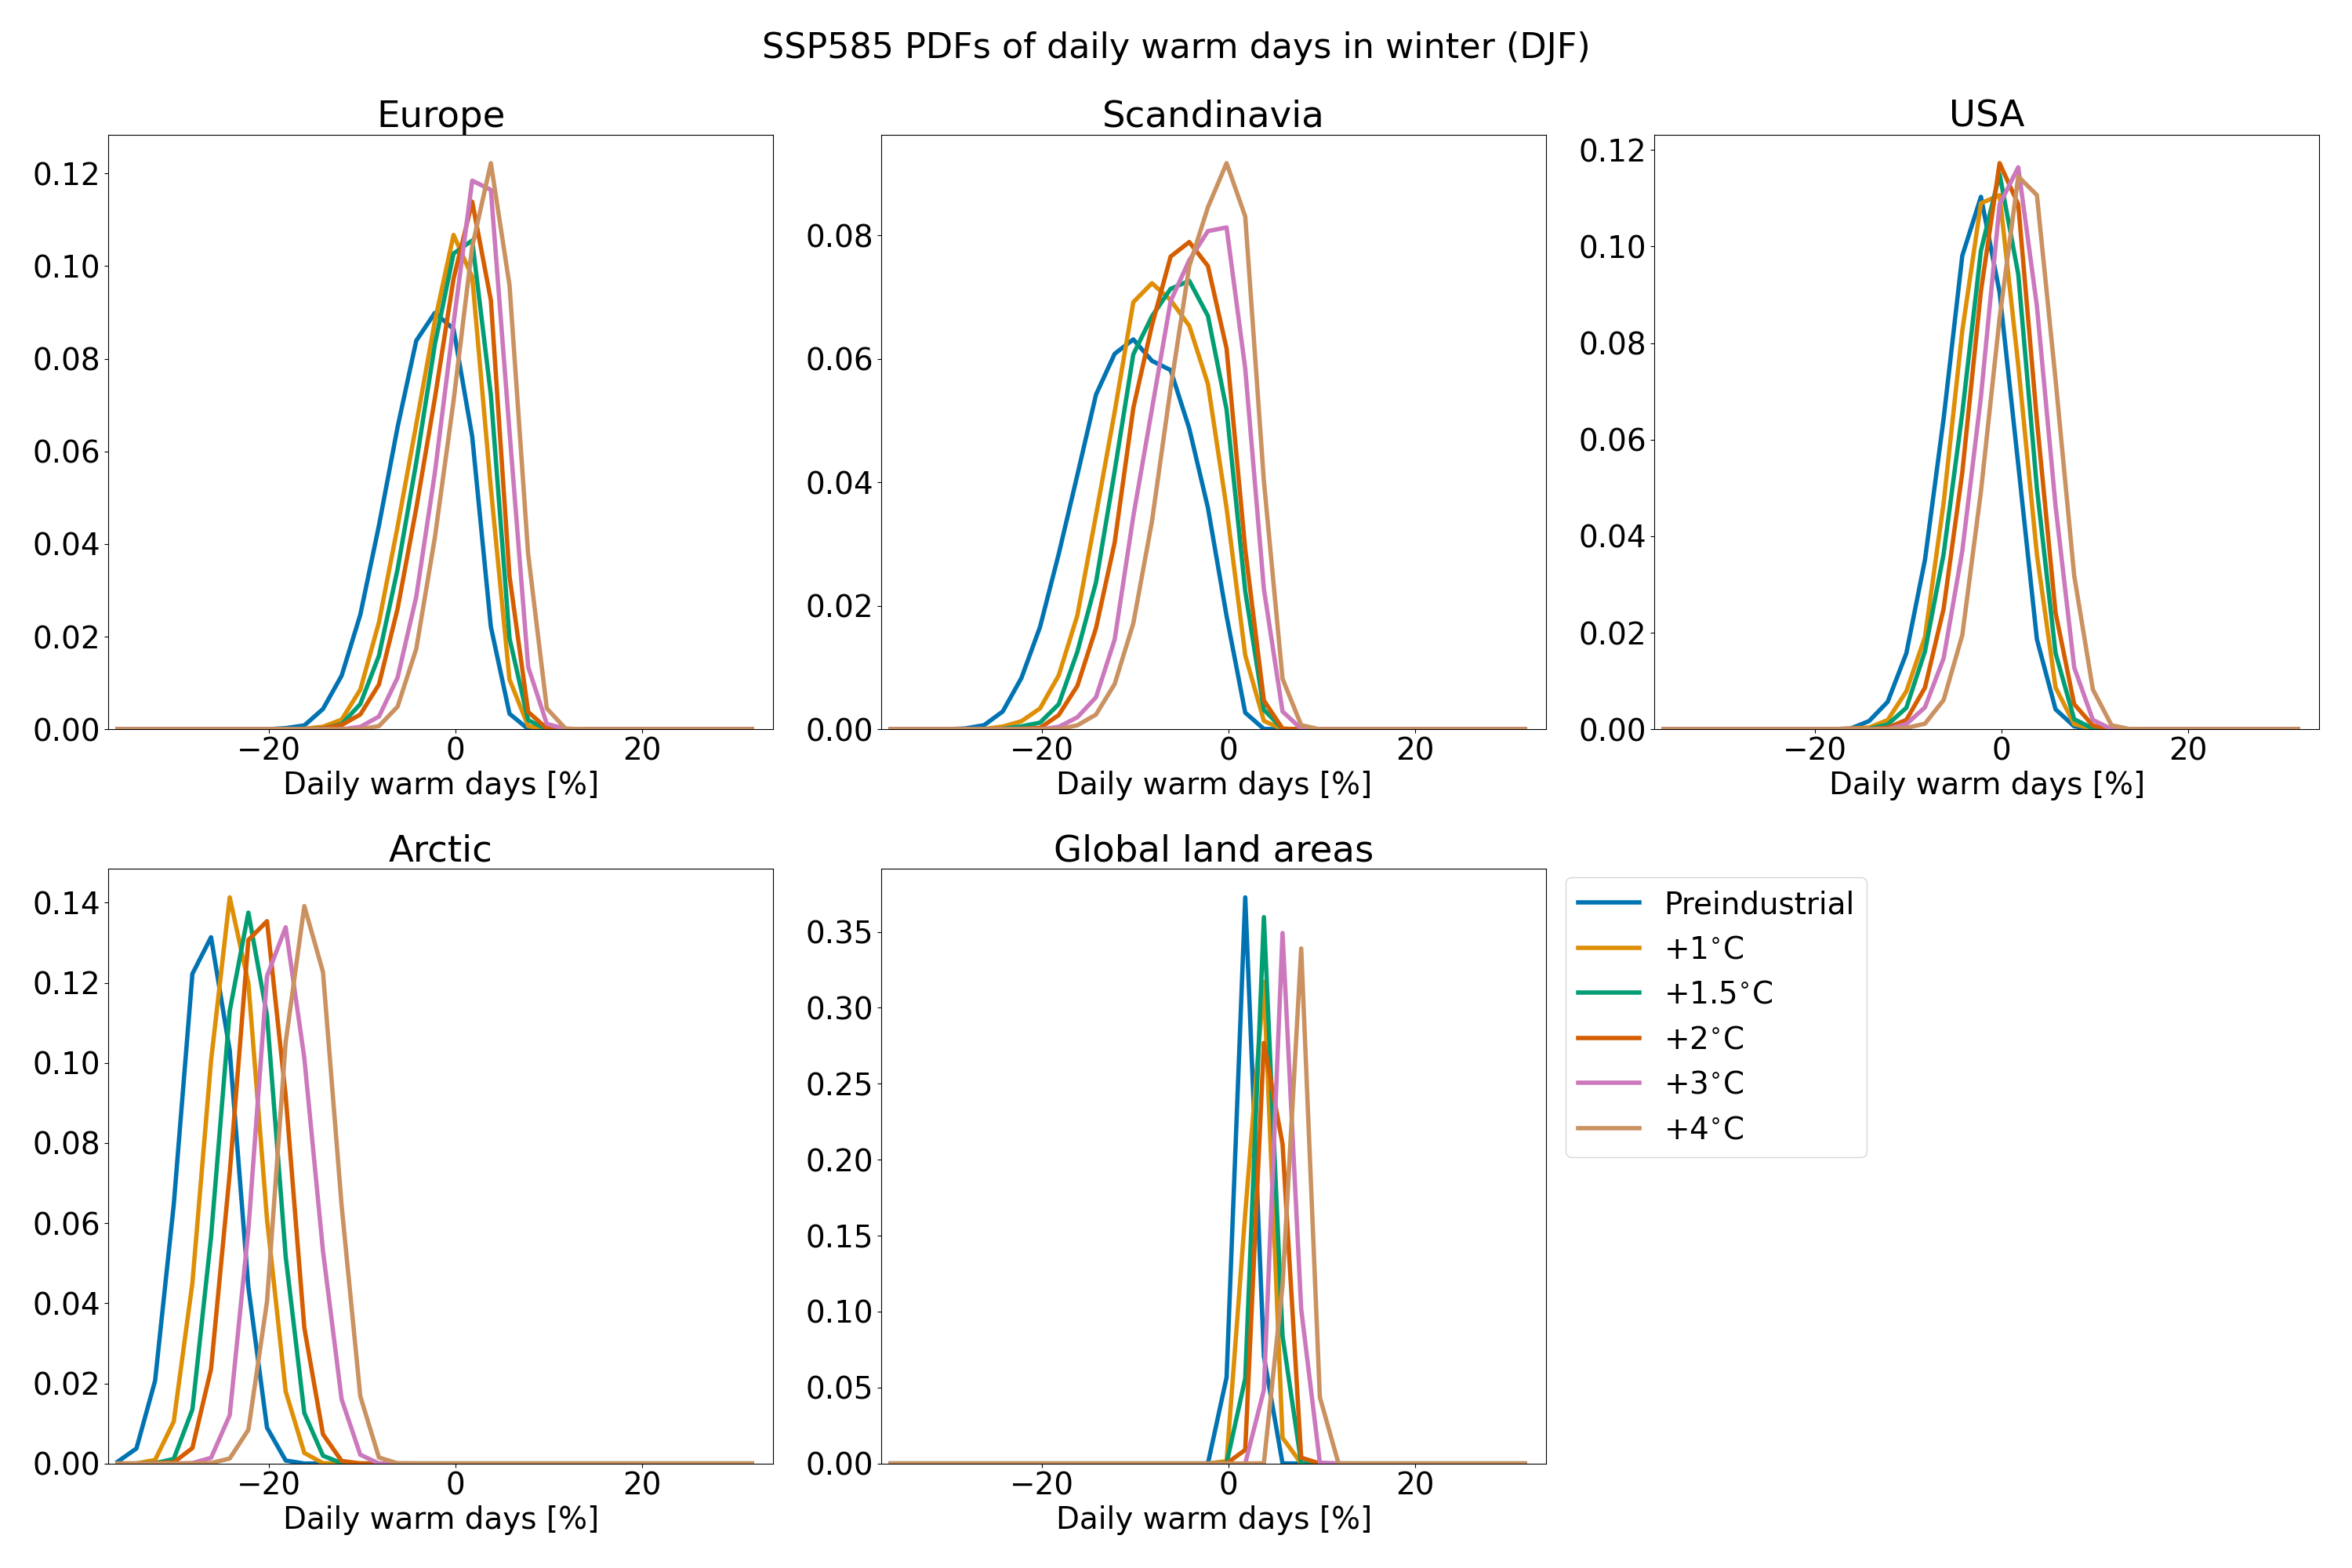 SSP585 PDFs of daily warm days in winter (DJF)
Europe
0.12
0.10
0.08
0.06
0.04
0.02
0.00
−20 0 20
Daily warm days [%]
Scandinavia
0.08
0.06
0.04
0.02
0.00
−20 0 20
Daily warm days [%]
USA
0.12
0.10
0.08
0.06
0.04
0.02
0.00
−20 0 20
Daily warm days [%]
Arctic
0.14
0.12
0.10
0.08
0.06
0.04
0.02
0.00
−20 0 20
Daily warm days [%]
Global land areas
0.35
0.30
0.25
0.20
0.15
0.10
0.05
0.00
−20 0 20
Daily warm days [%]
Preindustrial
+1°C
+1.5°C
+2°C
+3°C
+4°C